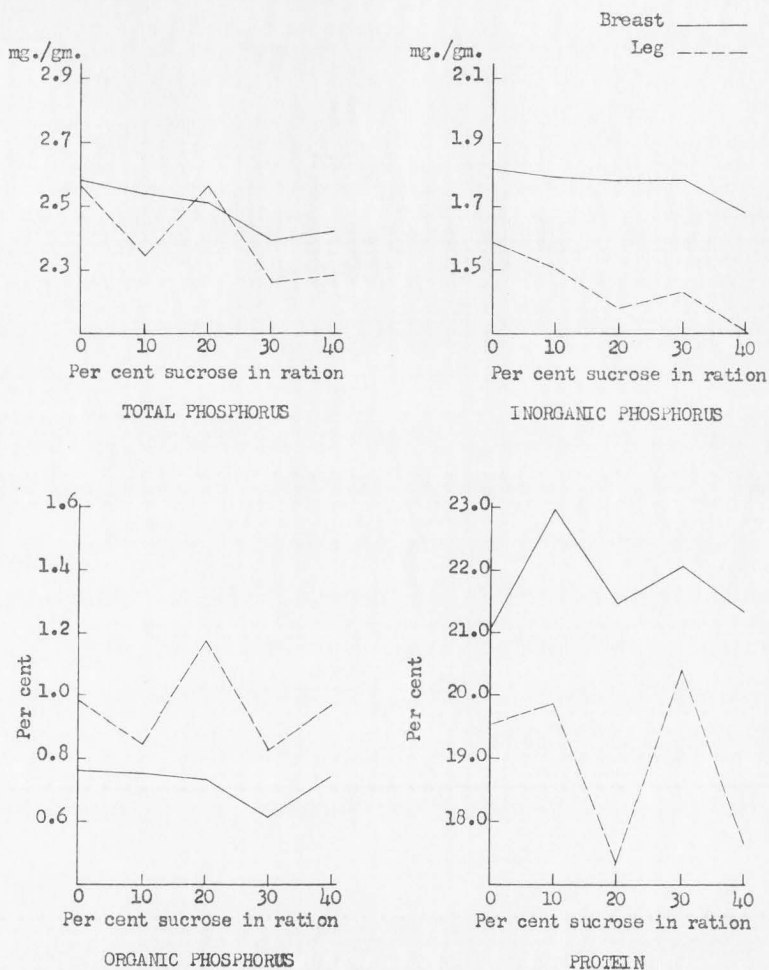 Breast
Leg
mg./gm.
2.9
2.7
2.5
2.3
0 10 20 30 40
Per cent sucrose in ration
TOTAL PHOSPHORUS
mg./gm.
2.1
1.9
1.7
1.5
0 10 20 30 40
Per cent sucrose in ration
INORGANIC PHOSPHORUS
Per cent
1.6
1.4
1.2
1.0
0.8
0.6
0 10 20 30 40
Per cent sucrose in ration
ORGANIC PHOSPHORUS
Per cent
23.0
22.0
21.0
20.0
19.0
18.0
0 10 20 30 40
Per cent sucrose in ration
PROTEIN